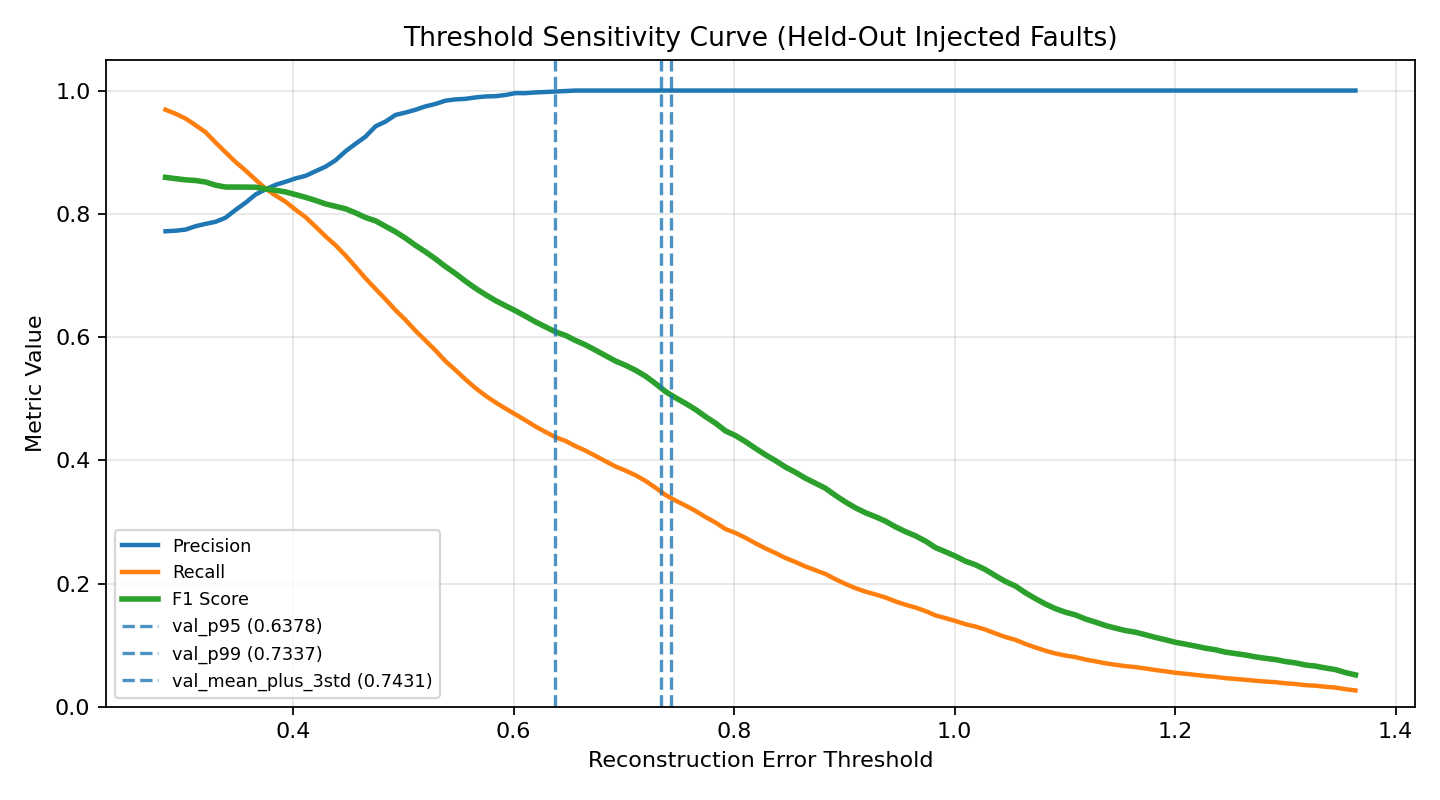 Threshold Sensitivity Curve (Held-Out Injected Faults)
Metric Value
1.0
0.8
0.6
0.4
0.2
0.0
Precision
Recall
F1 Score
val_p95 (0.6378)
val_p99 (0.7337)
val_mean_plus_3std (0.7431)
0.4 0.6 0.8 1.0 1.2 1.4
Reconstruction Error Threshold